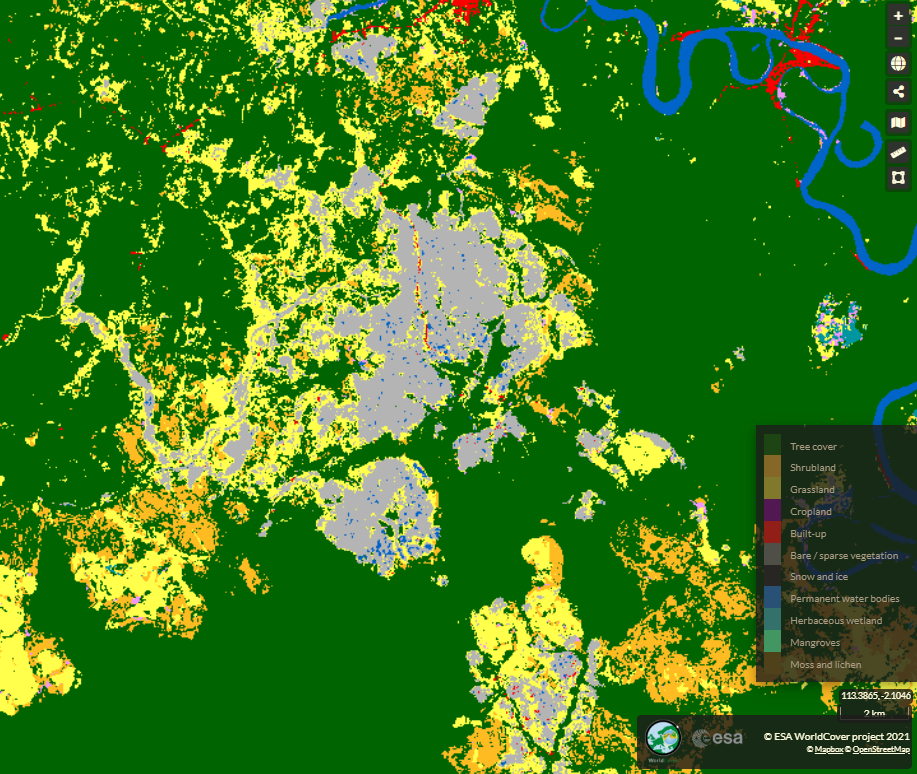 +
−
Tree cover
Shrubland
Grassland
Cropland
Built-up
Bare / sparse vegetation
Snow and ice
Permanent water bodies
Herbaceous wetland
Mangroves
Moss and lichen
113.3865, -2.1046
2 km
World
esa
© ESA WorldCover project 2021
© Mapbox © OpenStreetMap